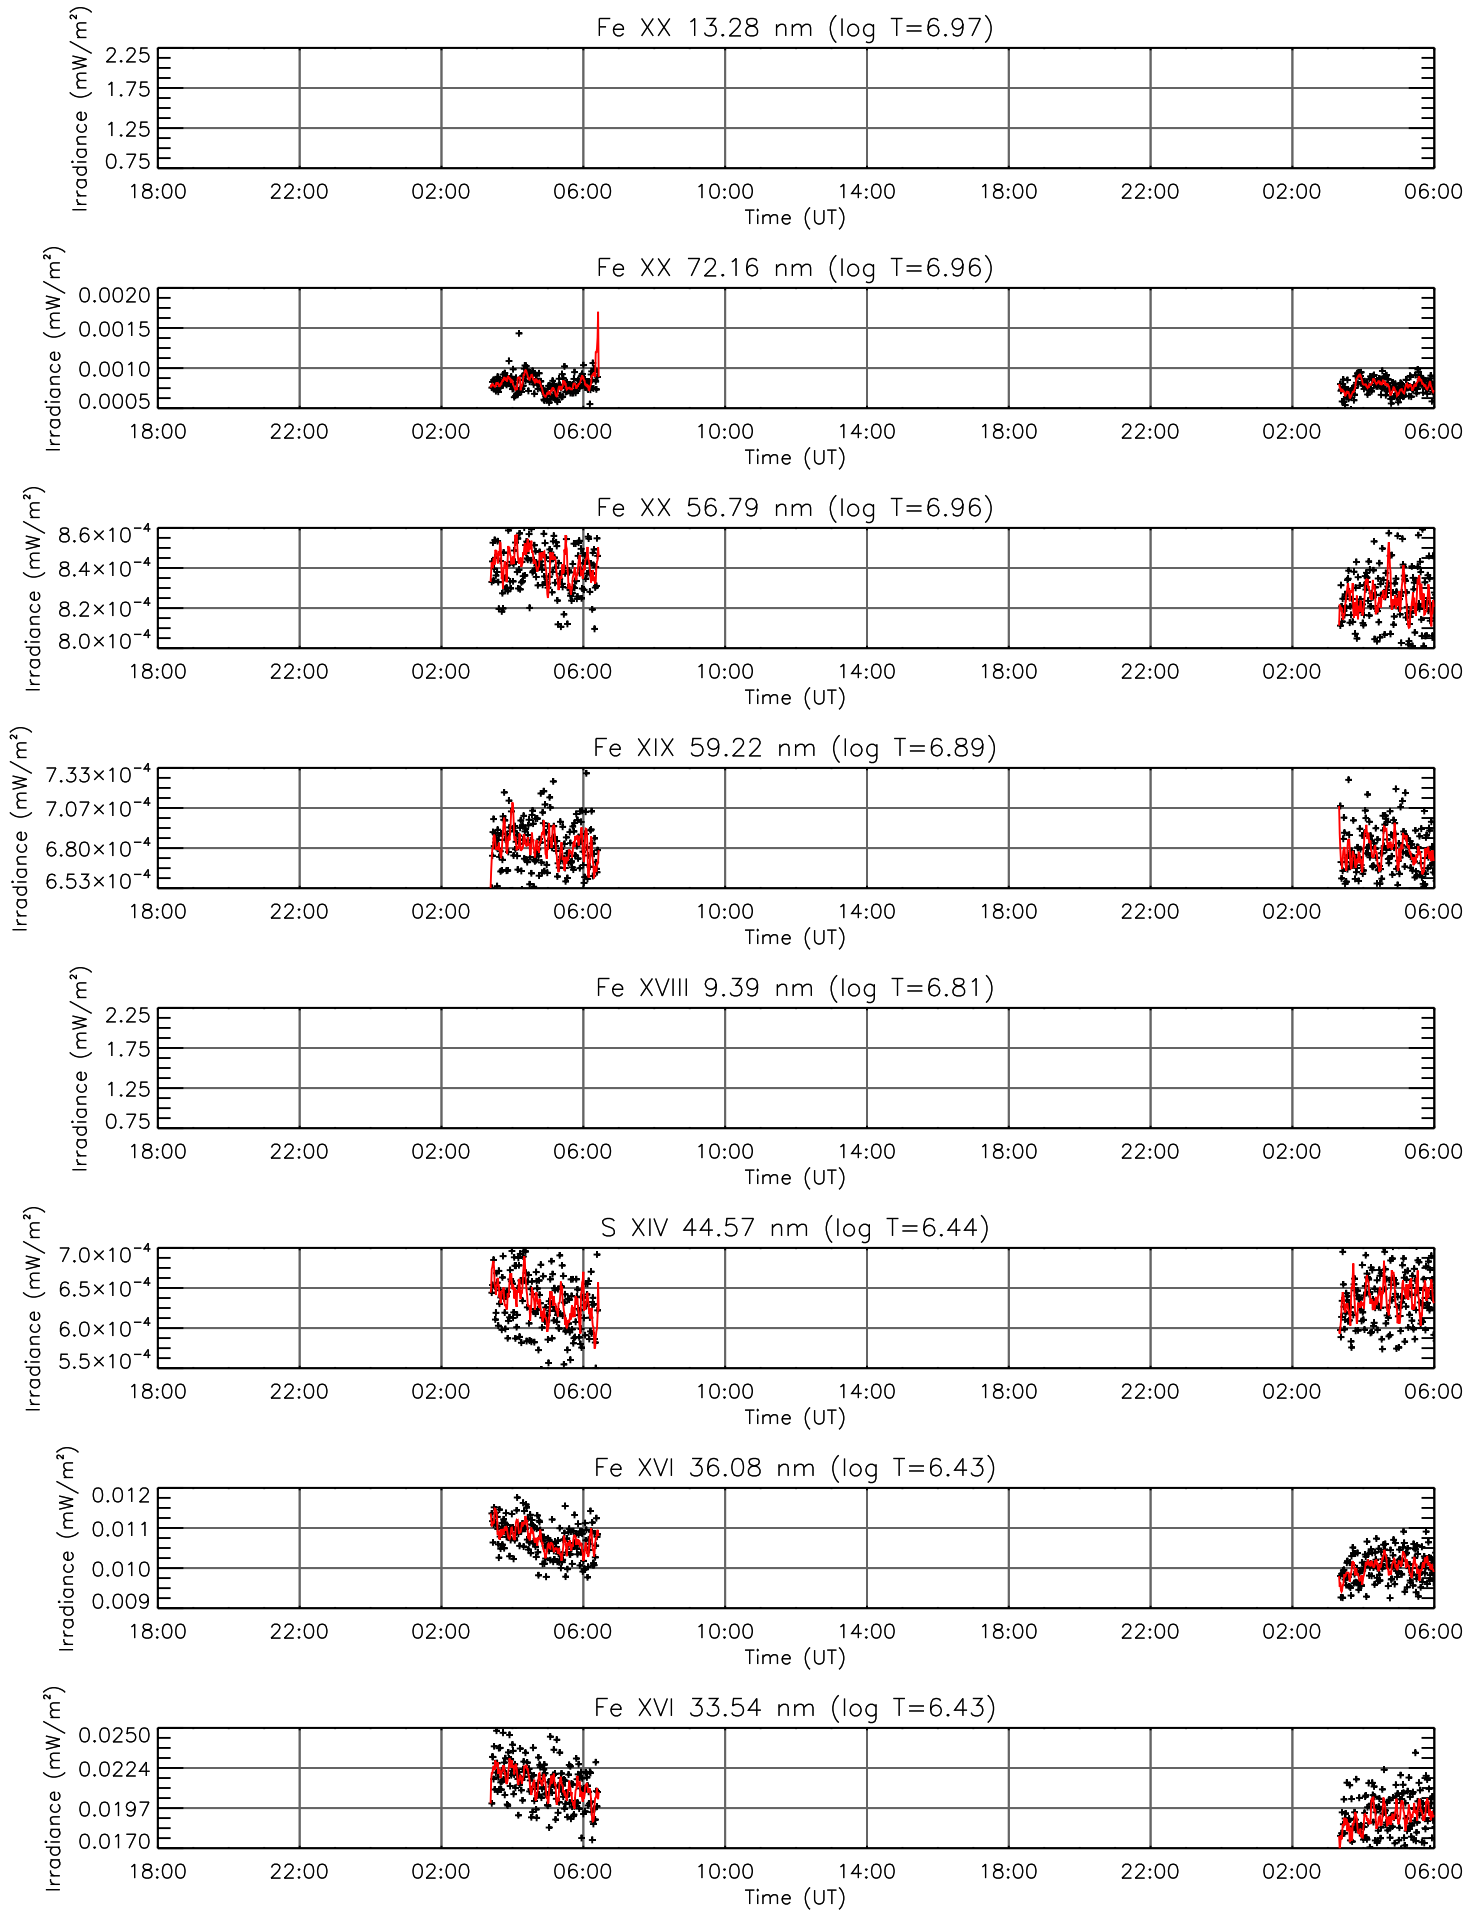 Fe XX 13.28 nm (log T=6.97)
Irradiance (mW/m²)
2.25
1.75
1.25
0.75
18:00 22:00 02:00 06:00 10:00 14:00 18:00 22:00 02:00 06:00
Time (UT)
Fe XX 72.16 nm (log T=6.96)
Irradiance (mW/m²)
0.0020
0.0015
0.0010
0.0005
18:00 22:00 02:00 06:00 10:00 14:00 18:00 22:00 02:00 06:00
Time (UT)
Fe XX 56.79 nm (log T=6.96)
Irradiance (mW/m²)
8.6×10⁻⁴
8.4×10⁻⁴
8.2×10⁻⁴
8.0×10⁻⁴
18:00 22:00 02:00 06:00 10:00 14:00 18:00 22:00 02:00 06:00
Time (UT)
Fe XIX 59.22 nm (log T=6.89)
Irradiance (mW/m²)
7.33×10⁻⁴
7.07×10⁻⁴
6.80×10⁻⁴
6.53×10⁻⁴
18:00 22:00 02:00 06:00 10:00 14:00 18:00 22:00 02:00 06:00
Time (UT)
Fe XVIII 9.39 nm (log T=6.81)
Irradiance (mW/m²)
2.25
1.75
1.25
0.75
18:00 22:00 02:00 06:00 10:00 14:00 18:00 22:00 02:00 06:00
Time (UT)
S XIV 44.57 nm (log T=6.44)
Irradiance (mW/m²)
7.0×10⁻⁴
6.5×10⁻⁴
6.0×10⁻⁴
5.5×10⁻⁴
18:00 22:00 02:00 06:00 10:00 14:00 18:00 22:00 02:00 06:00
Time (UT)
Fe XVI 36.08 nm (log T=6.43)
Irradiance (mW/m²)
0.012
0.011
0.010
0.009
18:00 22:00 02:00 06:00 10:00 14:00 18:00 22:00 02:00 06:00
Time (UT)
Fe XVI 33.54 nm (log T=6.43)
Irradiance (mW/m²)
0.0250
0.0224
0.0197
0.0170
18:00 22:00 02:00 06:00 10:00 14:00 18:00 22:00 02:00 06:00
Time (UT)